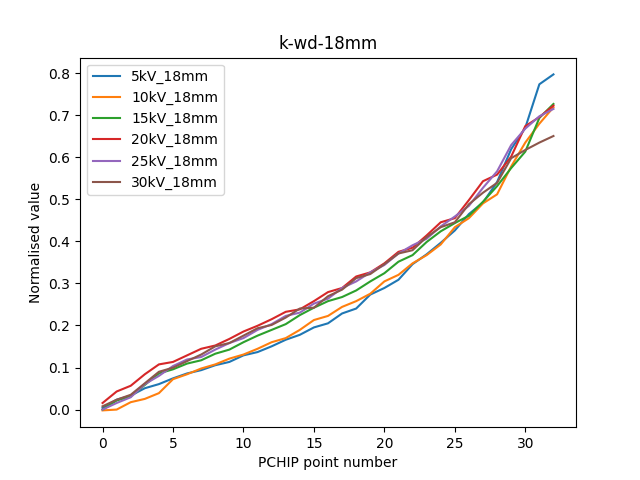 k-wd-18mm
5kV_18mm
10kV_18mm
15kV_18mm
20kV_18mm
25kV_18mm
30kV_18mm
Normalised value
0.8
0.7
0.6
0.5
0.4
0.3
0.2
0.1
0.0
0 5 10 15 20 25 30
PCHIP point number